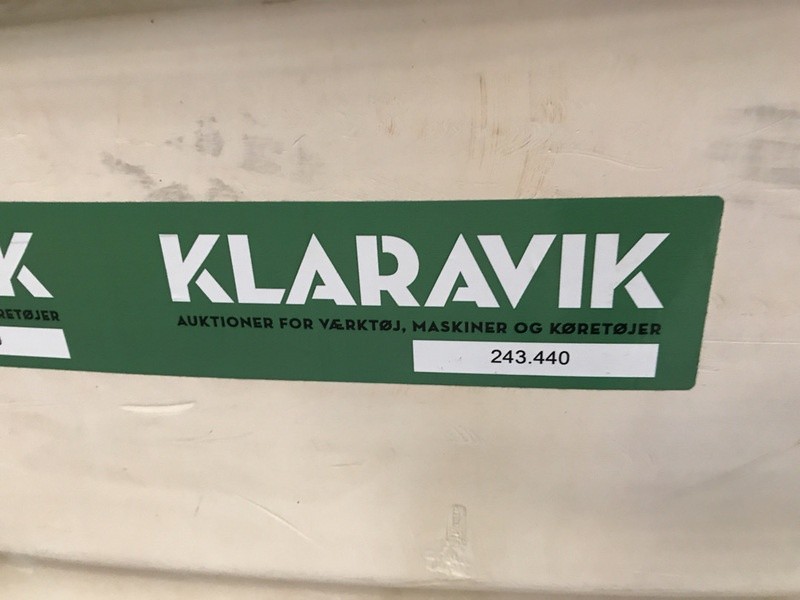 KLARAVIK
AUKTIONER FOR VÆRKTØJ, MASKINER OG KØRETØJER
243.440